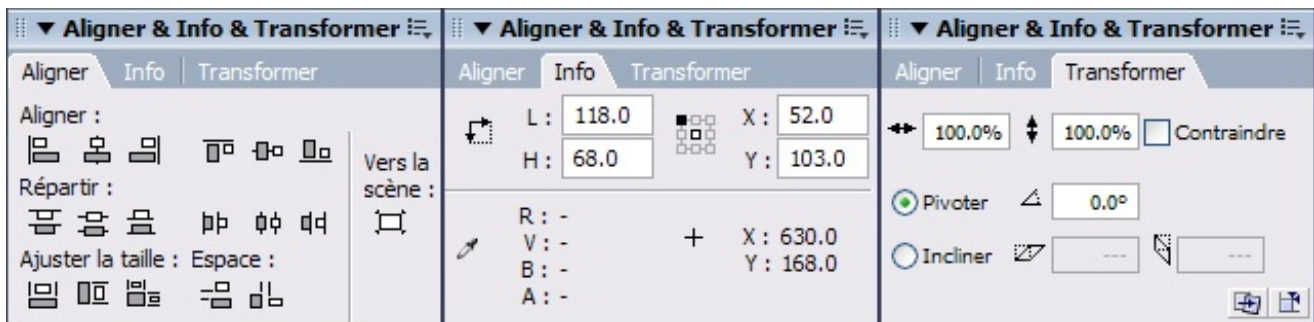 Aligner & Info & Transformer
Aligner Info Transformer
Aligner :
Répartir :
Vers la
scène :
Ajuster la taille : Espace :
Aligner & Info & Transformer
Aligner Info Transformer
L : 118.0 X : 52.0
H : 68.0 Y : 103.0
R : -
V : -
B : -
A : -
X : 630.0
Y : 168.0
Aligner & Info & Transformer
Aligner Info Transformer
100.0% 100.0% Contraindre
Pivoter 0.0º
Incliner --- ---